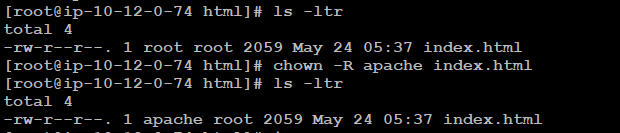 [root@ip-10-12-0-74 html]# ls -ltr
total 4
-rw-r--r--. 1 root root 2059 May 24 05:37 index.html
[root@ip-10-12-0-74 html]# chown -R apache index.html
[root@ip-10-12-0-74 html]# ls -ltr
total 4
-rw-r--r--. 1 apache root 2059 May 24 05:37 index.html